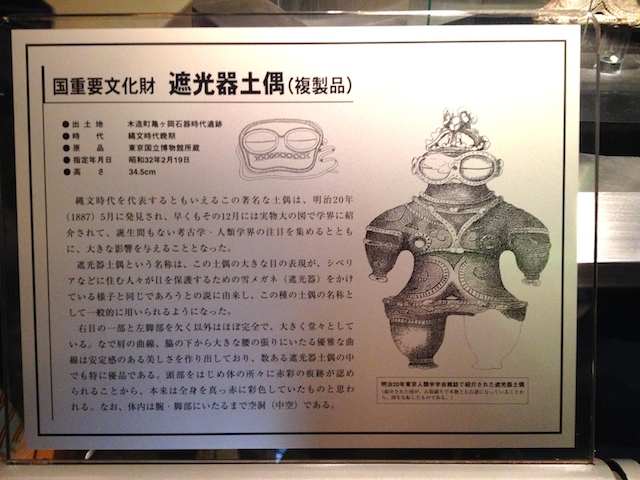 国重要文化財 遮光器土偶(複製品)
●出土地 木造町亀ヶ岡石器時代遺跡
●時代 縄文時代晩期
●原品 東京国立博物館所蔵
●指定年月日 昭和32年2月19日
●高さ 34.5cm
縄文時代を代表するともいえるこの著名な土偶は、明治20年
(1887)5月に発見され、早くもその12月には実物大の図で学界に紹
介されて、誕生間もない考古学・人類学界の注目を集めるととも
に、大きな影響を与えることとなった。
遮光器土偶という名称は、この土偶の大きな目の表現が、シベリ
アなどに住む人々が目を保護するための雪メガネ(遮光器)をかけ
ている様子と同じであろうとの説に由来し、この種の土偶の名称と
して一般的に用いられるようになった。
右目の一部と左脚部を欠く以外はほぼ完全で、大きく堂々として
いる。なで肩の曲線、脇の下から大きな腰の張りにいたる優雅な曲
線は安定感のある美しさを作り出しており、数ある遮光器土偶の中
でも特に優品である。頭部をはじめ体の所々に赤彩の痕跡が認め
られることから、本来は全身を真っ赤に彩色していたものと思わ
れる。なお、体内は腕・脚部にいたるまで空洞(中空)である。
明治20年東京人類学学会雑誌で紹介された遮光器土偶